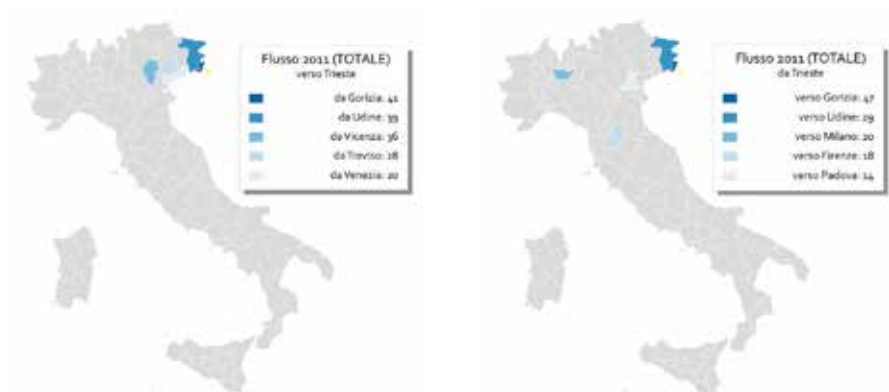 Flusso 2011 (TOTALE)
verso Trieste
da Gorizia: 41
da Udine: 39
da Vicenza: 36
da Treviso: 28
da Venezia: 20
Flusso 2011 (TOTALE)
da Trieste
verso Gorizia: 47
verso Udine: 29
verso Milano: 20
verso Firenze: 18
verso Padova: 14